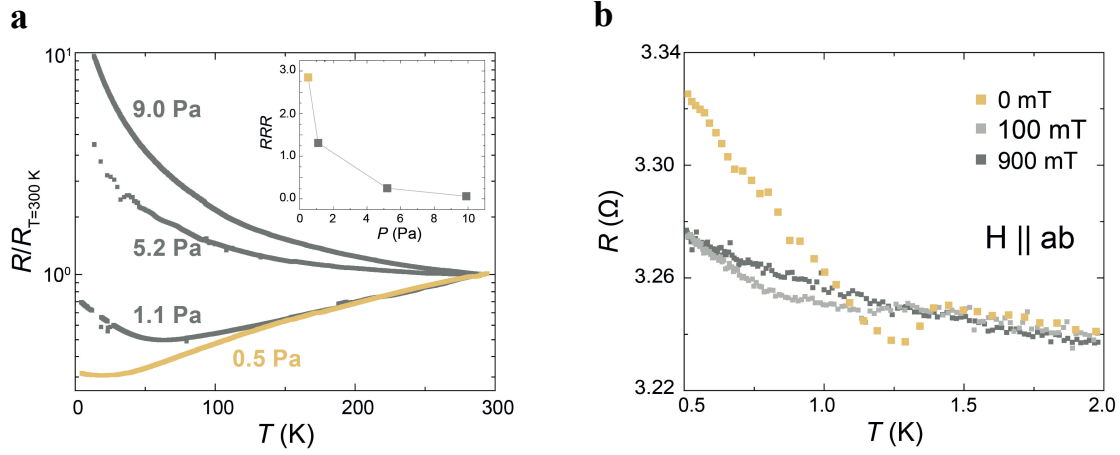 a
R/R_{T=300 K}
10¹
10⁰
9.0 Pa
5.2 Pa
1.1 Pa
0.5 Pa
0 100 200 300
T (K)
RRR
3.0
2.0
1.0
0.0
0 2 4 6 8 10
P (Pa)
b
R (Ω)
3.34
3.30
3.26
3.22
0 mT
100 mT
900 mT
H || ab
0.5 1.0 1.5 2.0
T (K)